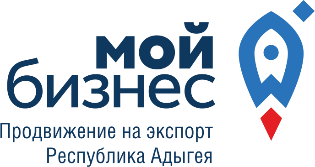 мой
бизнес
Продвижение на экспорт
Республика Адыгея